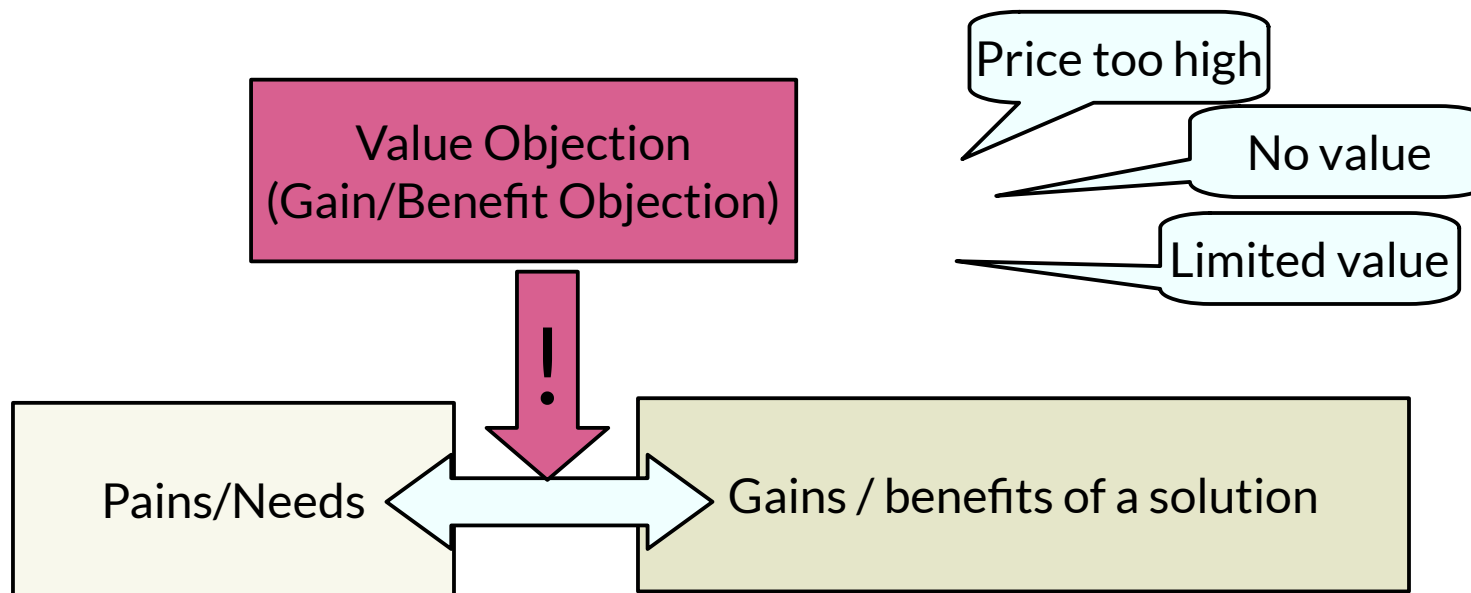 Price too high
Value Objection
(Gain/Benefit Objection)
No value
Limited value
!
Pains/Needs
Gains / benefits of a solution